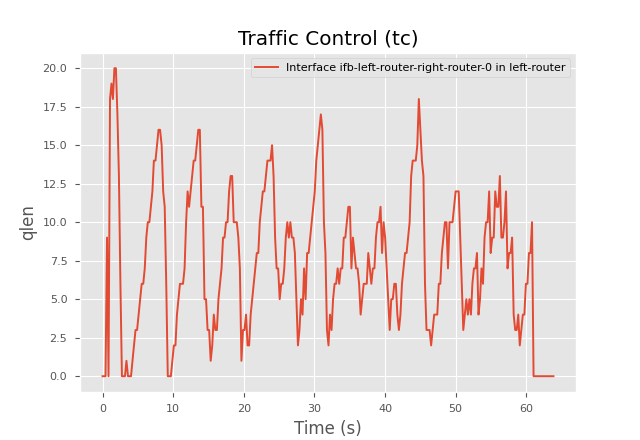 Traffic Control (tc)
Interface ifb-left-router-right-router-0 in left-router
20.0
17.5
15.0
12.5
10.0
7.5
5.0
2.5
0.0
qlen
0 10 20 30 40 50 60
Time (s)